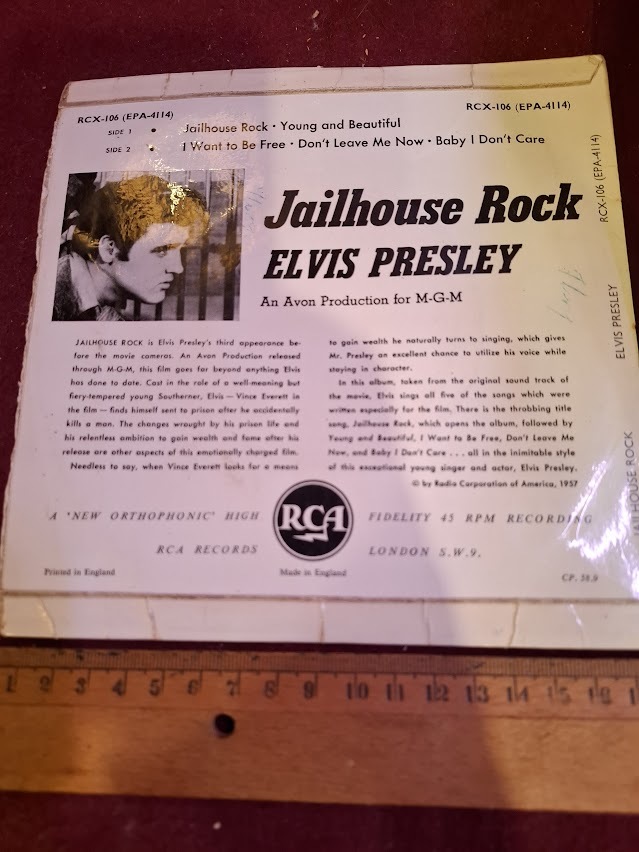 RCX-106 (EPA-4114)
RCX-106 (EPA-4114)
SIDE 1 • Jailhouse Rock • Young and Beautiful
SIDE 2 • I Want to Be Free • Don't Leave Me Now • Baby I Don't Care
Jailhouse Rock
ELVIS PRESLEY
An Avon Production for M-G-M
JAILHOUSE ROCK is Elvis Presley's third appearance be-
fore the movie cameras. An Avon Production released
through M-G-M, this film goes far beyond anything Elvis
has done to date. Cast in the role of a well-meaning but
fiery-tempered young Southerner, Elvis — Vince Everett in
the film — finds himself sent to prison after he accidentally
kills a man. The changes wrought by his prison life and
his relentless ambition to gain wealth and fame after his
release are other aspects of this emotionally charged film.
Needless to say, when Vince Everett looks for a means
to gain wealth he naturally turns to singing, which gives
Mr. Presley an excellent chance to utilize his voice while
staying in character.
In this album, taken from the original sound track of
the movie, Elvis sings all five of the songs which were
written especially for the film. There is the throbbing title
song, Jailhouse Rock, which opens the album, followed by
Young and Beautiful, I Want to Be Free, Don't Leave Me
Now, and Baby I Don't Care . . . all in the inimitable style
of this exceptional young singer and actor, Elvis Presley.
© by Radio Corporation of America, 1957
A 'NEW ORTHOPHONIC' HIGH FIDELITY 45 RPM RECORDING
RCA
RCA RECORDS LONDON S.W.9.
Printed in England
Made in England
CP. 58.9
RCX-106 (EPA-4114)
ELVIS PRESLEY
JAILHOUSE ROCK
1 2 3 4 5 6 7 8 9 10 11 12 13 14 15 16